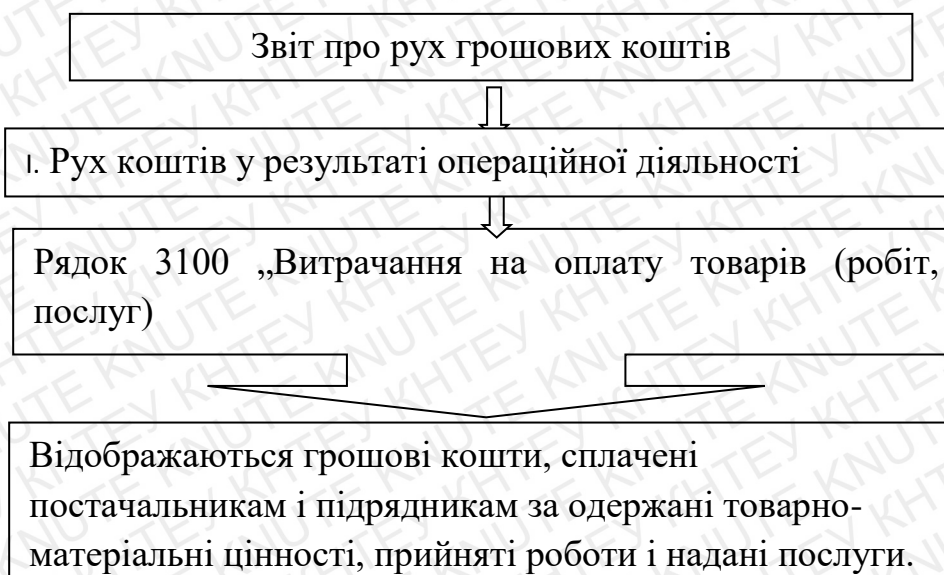 Звіт про рух грошових коштів
I. Рух коштів у результаті операційної діяльності
Рядок 3100 „Витрачання на оплату товарів (робіт,
послуг)
Відображаються грошові кошти, сплачені
постачальникам і підрядникам за одержані товарно-
матеріальні цінності, прийняті роботи і надані послуги.